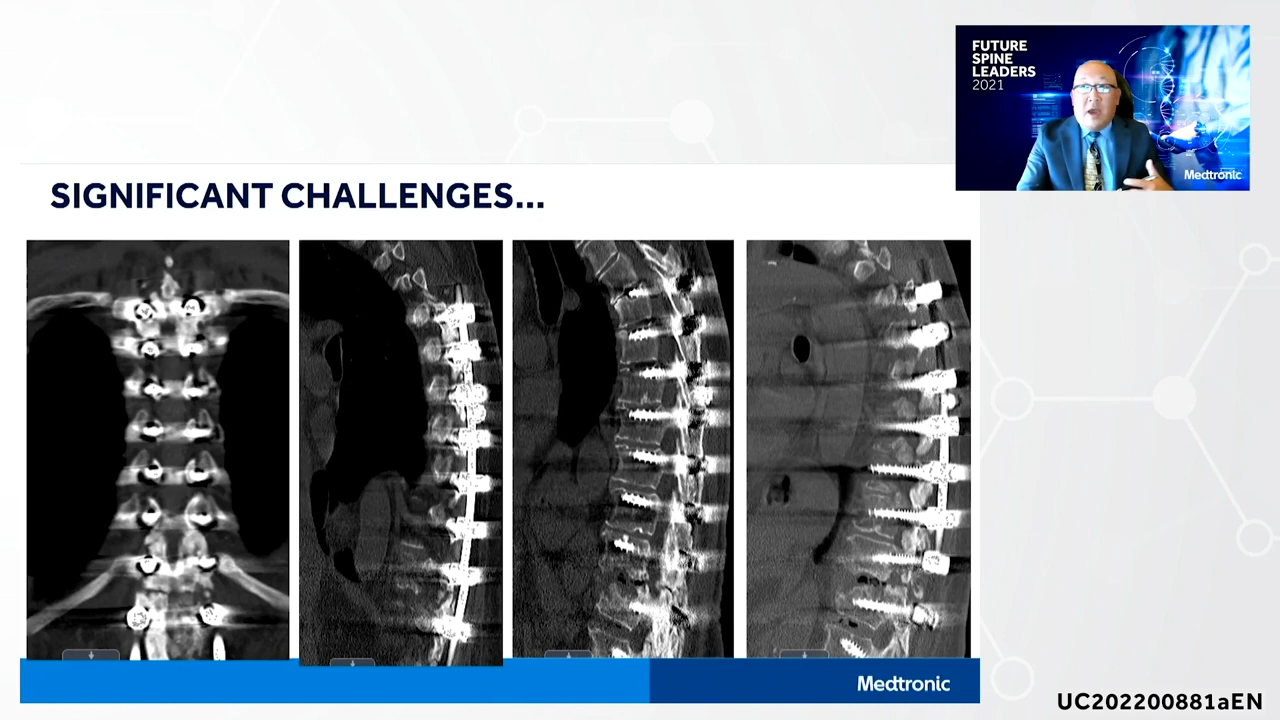 FUTURE
SPINE
LEADERS
2021
Medtronic
SIGNIFICANT CHALLENGES...
Medtronic
UC202200881aEN